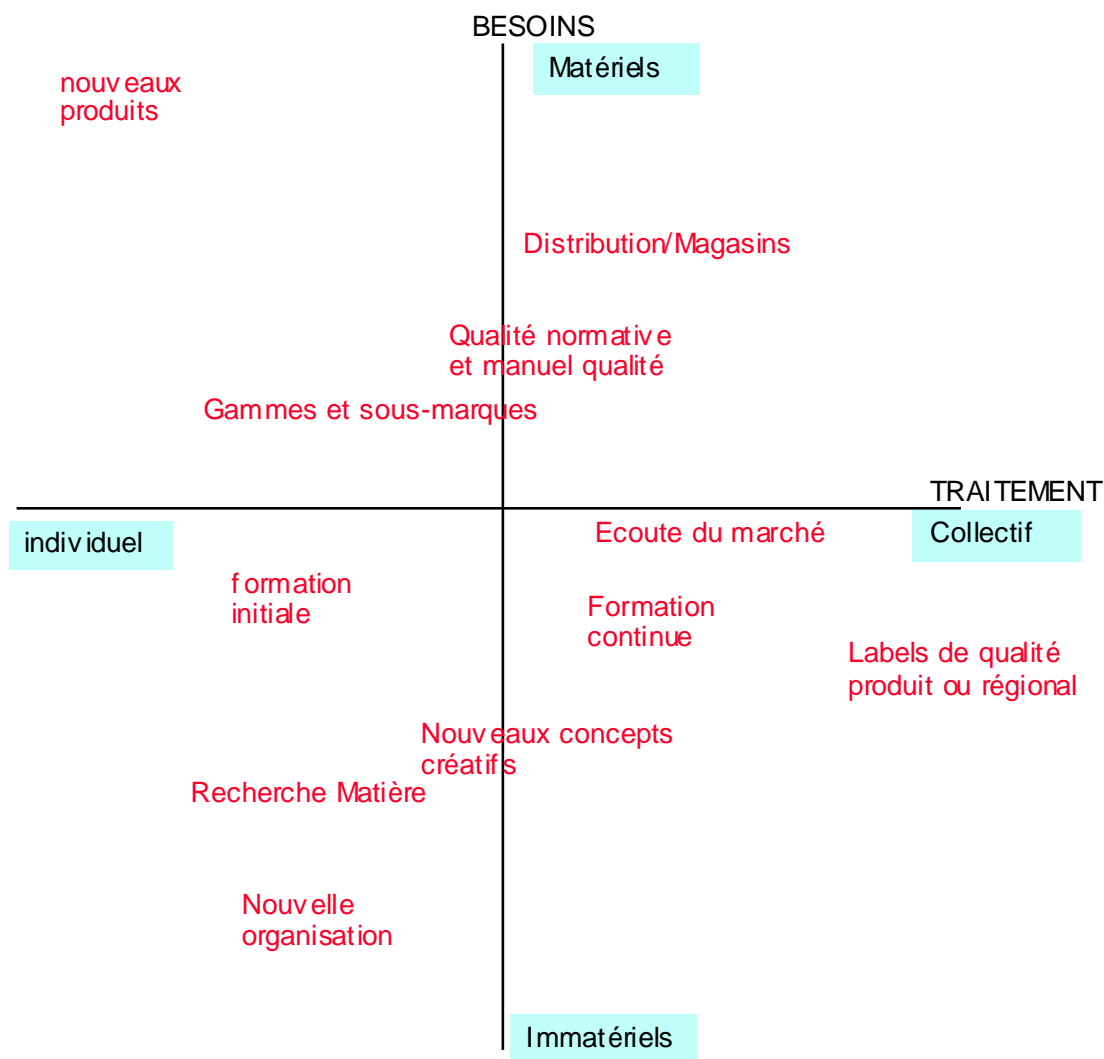 BESOINS
Matériels
nouveaux
produits
Distribution/Magasins
Qualité normative
et manuel qualité
Gammes et sous-marques
TRAITEMENT
individuel
Ecoute du marché
Collectif
formation
initiale
Formation
continue
Labels de qualité
produit ou régional
Nouveaux concepts
créatifs
Recherche Matière
Nouvelle
organisation
Immatériels